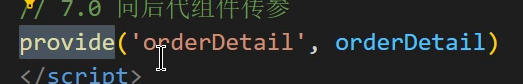 // 7.0 向后代组件传参
provide('orderDetail', orderDetail)
</script>